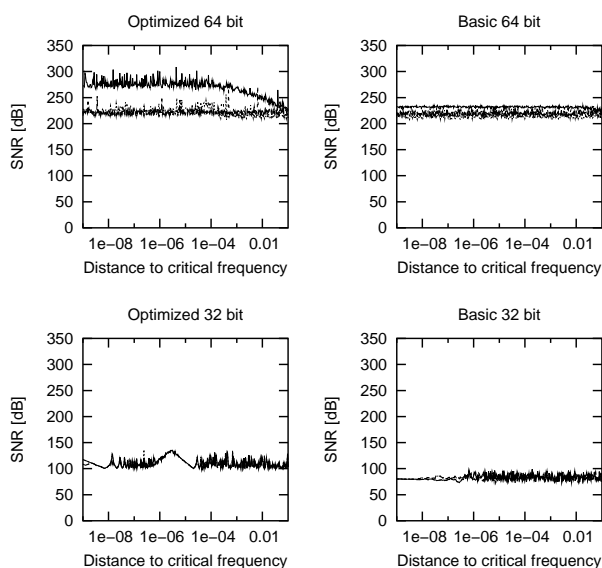 Optimized 64 bit
350
300
250
200
150
100
50
0
SNR [dB]
1e-08 1e-06 1e-04 0.01
Distance to critical frequency
Basic 64 bit
350
300
250
200
150
100
50
0
SNR [dB]
1e-08 1e-06 1e-04 0.01
Distance to critical frequency
Optimized 32 bit
350
300
250
200
150
100
50
0
SNR [dB]
1e-08 1e-06 1e-04 0.01
Distance to critical frequency
Basic 32 bit
350
300
250
200
150
100
50
0
SNR [dB]
1e-08 1e-06 1e-04 0.01
Distance to critical frequency